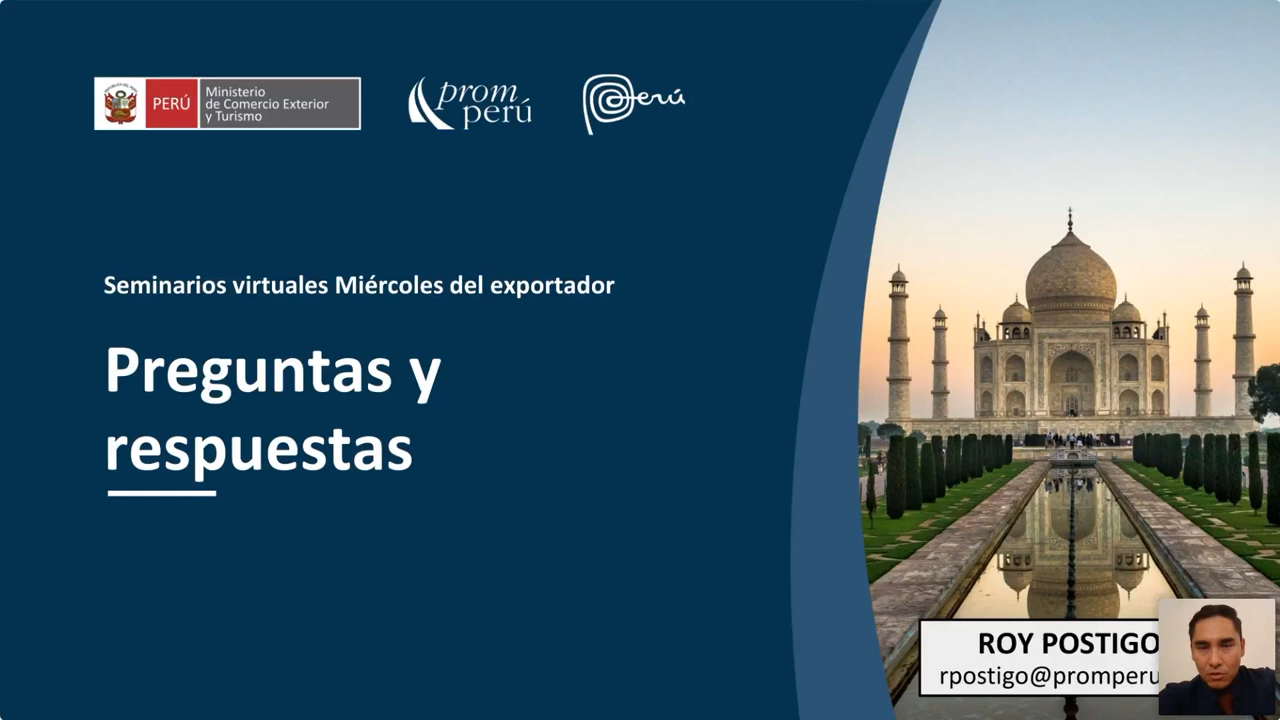 PERÚ
Ministerio
de Comercio Exterior
y Turismo
prom
perú
Perú
Seminarios virtuales Miércoles del exportador
Preguntas y
respuestas
ROY POSTIGO
rpostigo@promperu